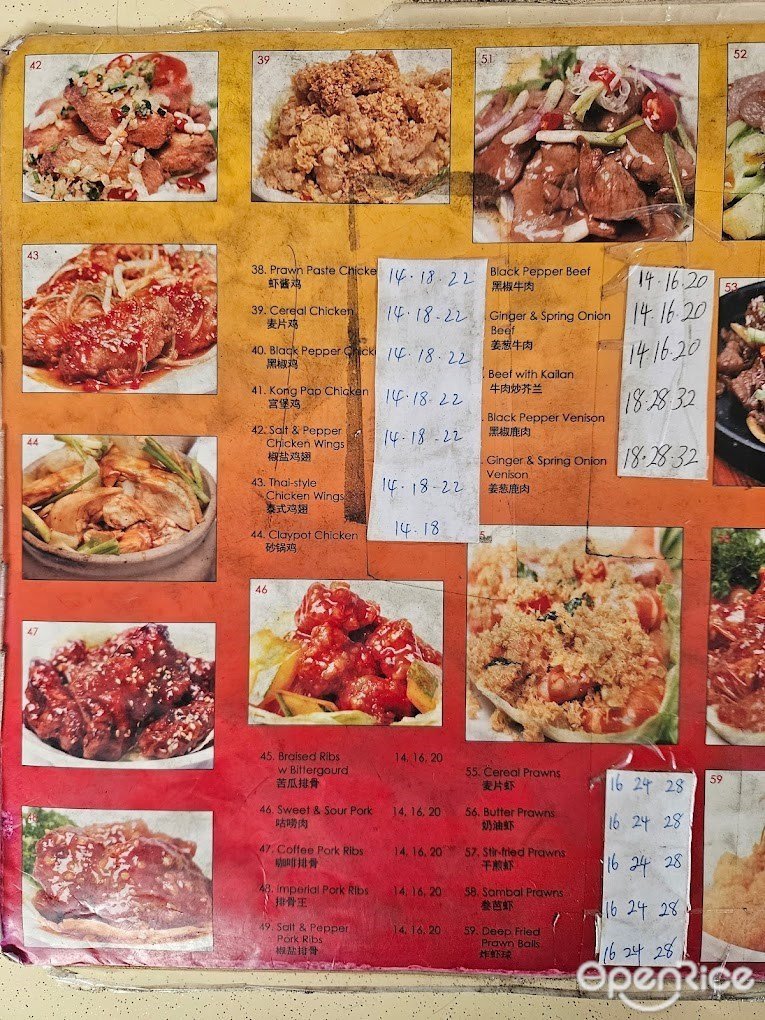 42
39
51
52
43
53
44
38. Prawn Paste Chicke
虾酱鸡
14.18.22
39. Cereal Chicken
麦片鸡
14.18.22
40. Black Pepper Chick
黑椒鸡
14.18.22
41. Kong Pao Chicken
宫堡鸡
14.18.22
42. Salt & Pepper
Chicken Wings
椒盐鸡翅
14.18.22
43. Thai-style
Chicken Wings
泰式鸡翅
14.18.22
44. Claypot Chicken
砂锅鸡
14.18
Black Pepper Beef
黑椒牛肉
14.16.20
Ginger & Spring Onion
Beef
姜葱牛肉
14.16.20
Beef with Kailan
牛肉炒芥兰
14.16.20
Black Pepper Venison
黑椒鹿肉
18.28.32
Ginger & Spring Onion
Venison
姜葱鹿肉
18.28.32
47
46
45. Braised Ribs 14, 16, 20
w Bittergourd
苦瓜排骨
46. Sweet & Sour Pork 14, 16, 20
咕唠肉
47. Coffee Pork Ribs 14, 16, 20
咖啡排骨
48. Imperial Pork Ribs 14, 16, 20
排骨王
49. Salt & Pepper 14, 16, 20
Pork Ribs
椒盐排骨
55. Cereal Prawns
麦片虾
16 24 28
56. Butter Prawns
奶油虾
16 24 28
57. Stir-fried Prawns
干煎虾
16 24 28
58. Sambal Prawns
叁芭虾
16 24 28
59. Deep Fried
Prawn Balls
炸虾球
16 24 28
59
OpenRice